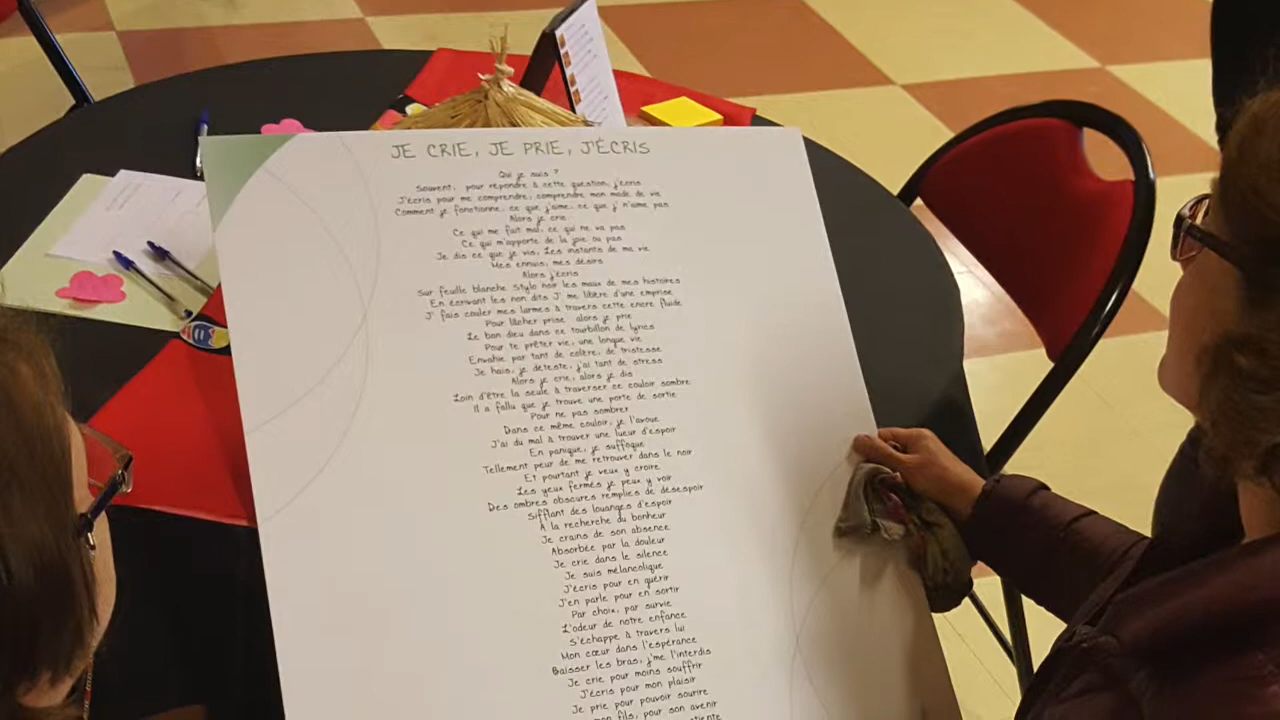 JE CRIE, JE PRIE, J'ÉCRIS
Qui je suis ?
Souvent, pour répondre à cette question, j'écris
J'écris pour me comprendre, comprendre mon mode de vie
Comment je fonctionne, ce que j'aime, ce que j'n'aime pas
Alors je crie
Ce qui me fait mal, ce qui ne va pas
Ce qui m'apporte de la joie ou pas
Je dis ce que je vis, Les instants de ma vie
Mes ennuis, mes désirs
Alors j'écris
Sur feuille blanche Stylo noir les maux de mes histoires
En écrivant les non dits J'me libère d'une emprise
J'fais couler mes larmes à travers cette encre fluide
Pour lâcher prise alors je prie
Le bon dieu dans ce tourbillon de lyrics
Pour te prêter vie, une longue vie
Envahie par tant de colère, de tristesse
Je hais, je déteste, j'ai tant de stress
Alors je crie, alors je dis
Loin d'être la seule à traverser ce couloir sombre
Il a fallu que je trouve une porte de sortie
Pour ne pas sombrer
Dans ce même couloir, je l'avoue
J'ai du mal à trouver une lueur d'espoir
En panique, je suffoque
Tellement peur de me retrouver dans le noir
Et pourtant je veux y croire
Les yeux fermés je peux y voir
Des ombres obscures remplies de désespoir
Sifflant des louanges d'espoir
À la recherche du bonheur
Je crains de son absence
Absorbée par la douleur
Je crie dans le silence
Je suis mélancolique
J'écris pour en guérir
J'en parle pour en sortir
Par choix, par survie
L'odeur de notre enfance
S'échappe à travers lui
Mon cœur dans l'espérance
Baisser les bras, j'me l'interdis
Je crie pour moins souffrir
J'écris pour mon plaisir
Je prie pour pouvoir sourire
mon fils, pour son avenir